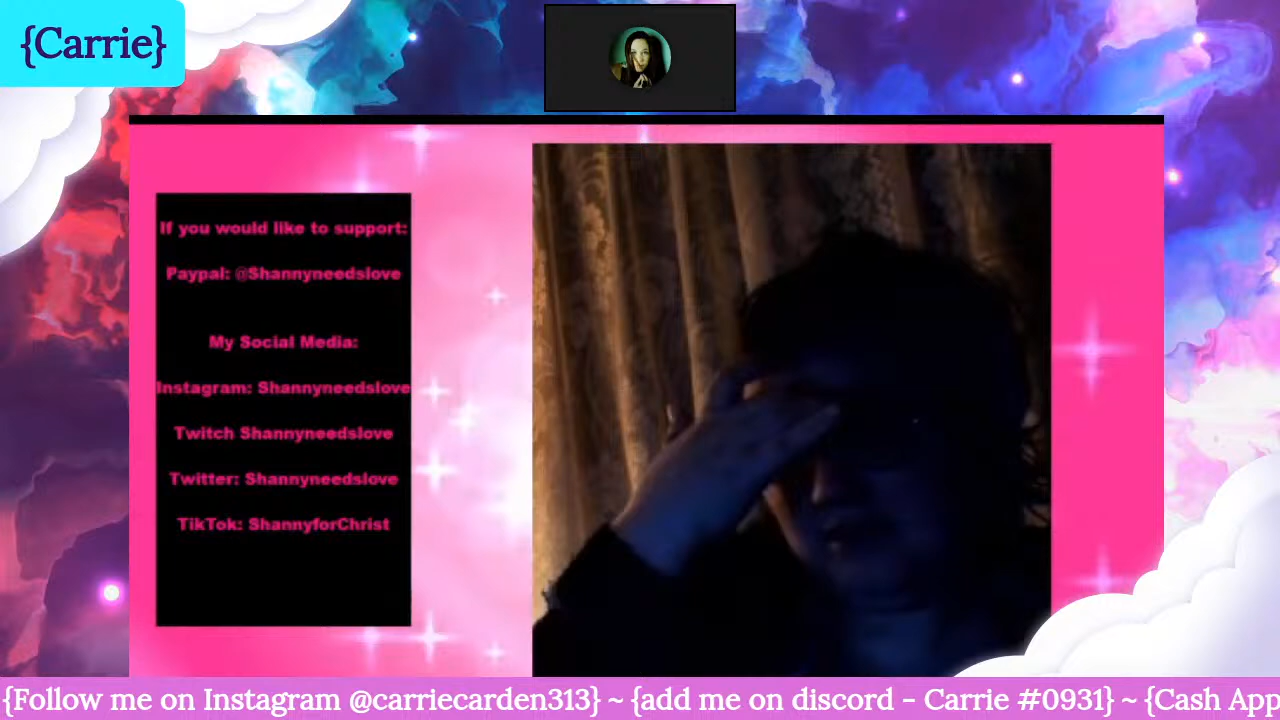 {Carrie}
If you would like to support:
Paypal: @Shannyneedslove
My Social Media:
Instagram: Shannyneedslove
Twitch Shannyneedslove
Twitter: Shannyneedslove
TikTok: ShannyforChrist
{Follow me on Instagram @carriecarden313} ~ {add me on discord - Carrie #0931} ~ {Cash App